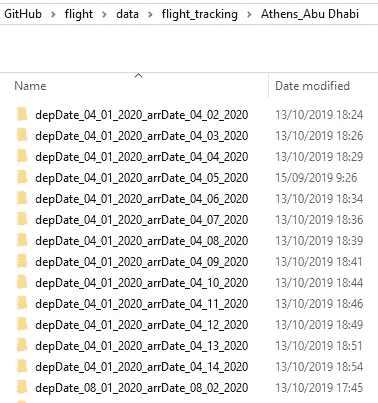 GitHub > flight > data > flight_tracking > Athens_Abu Dhabi
Name Date modified
depDate_04_01_2020_arrDate_04_02_2020 13/10/2019 18:24
depDate_04_01_2020_arrDate_04_03_2020 13/10/2019 18:26
depDate_04_01_2020_arrDate_04_04_2020 13/10/2019 18:29
depDate_04_01_2020_arrDate_04_05_2020 15/09/2019 9:26
depDate_04_01_2020_arrDate_04_06_2020 13/10/2019 18:34
depDate_04_01_2020_arrDate_04_07_2020 13/10/2019 18:36
depDate_04_01_2020_arrDate_04_08_2020 13/10/2019 18:39
depDate_04_01_2020_arrDate_04_09_2020 13/10/2019 18:41
depDate_04_01_2020_arrDate_04_10_2020 13/10/2019 18:44
depDate_04_01_2020_arrDate_04_11_2020 13/10/2019 18:46
depDate_04_01_2020_arrDate_04_12_2020 13/10/2019 18:49
depDate_04_01_2020_arrDate_04_13_2020 13/10/2019 18:51
depDate_04_01_2020_arrDate_04_14_2020 13/10/2019 18:54
depDate_08_01_2020_arrDate_08_02_2020 13/10/2019 17:45